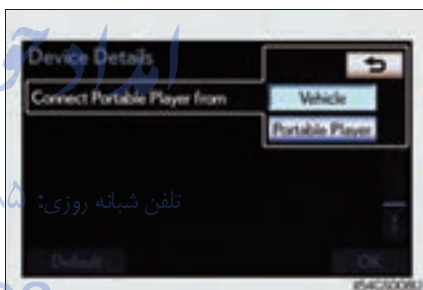 Device Details
Connect Portable Player from
Vehicle
Portable Player
تلفن شبانه روزی:
Default
OK